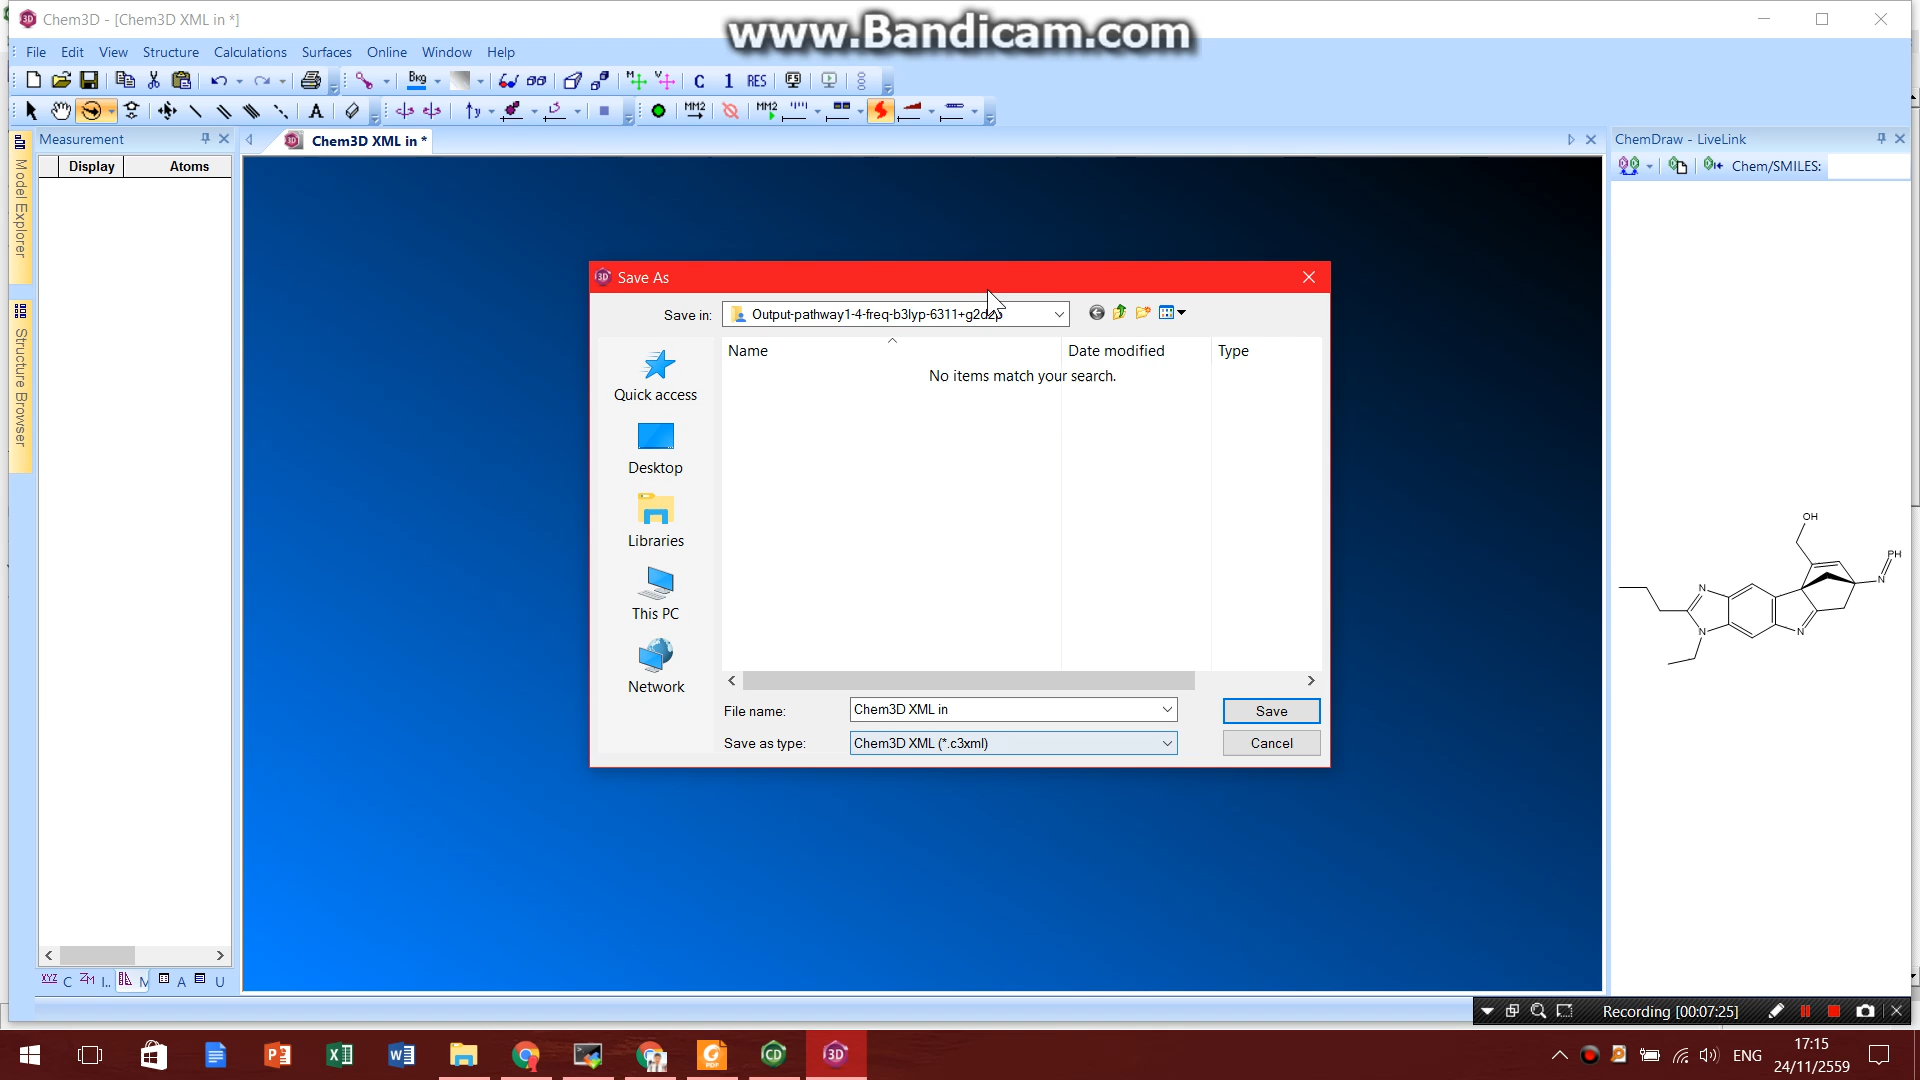 Chem3D - [Chem3D XML in *]
www.Bandicam.com
File Edit View Structure Calculations Surfaces Online Window Help
Bkg C 1 RES
A MM2 MM2
Measurement
Chem3D XML in *
ChemDraw - LiveLink
Display Atoms
Chem/SMILES:
Model Explorer
Structure Browser
Save As
Save in: Output-pathway1-4-freq-b3lyp-6311+g2d2p
Name Date modified Type
No items match your search.
Quick access
Desktop
Libraries
This PC
Network
File name: Chem3D XML in Save
Save as type: Chem3D XML (*.c3xml) Cancel
OH
PH
N
N
N
N
XYZ C ZM I.. M A U
Recording [00:07:25]
ENG
17:15
24/11/2559